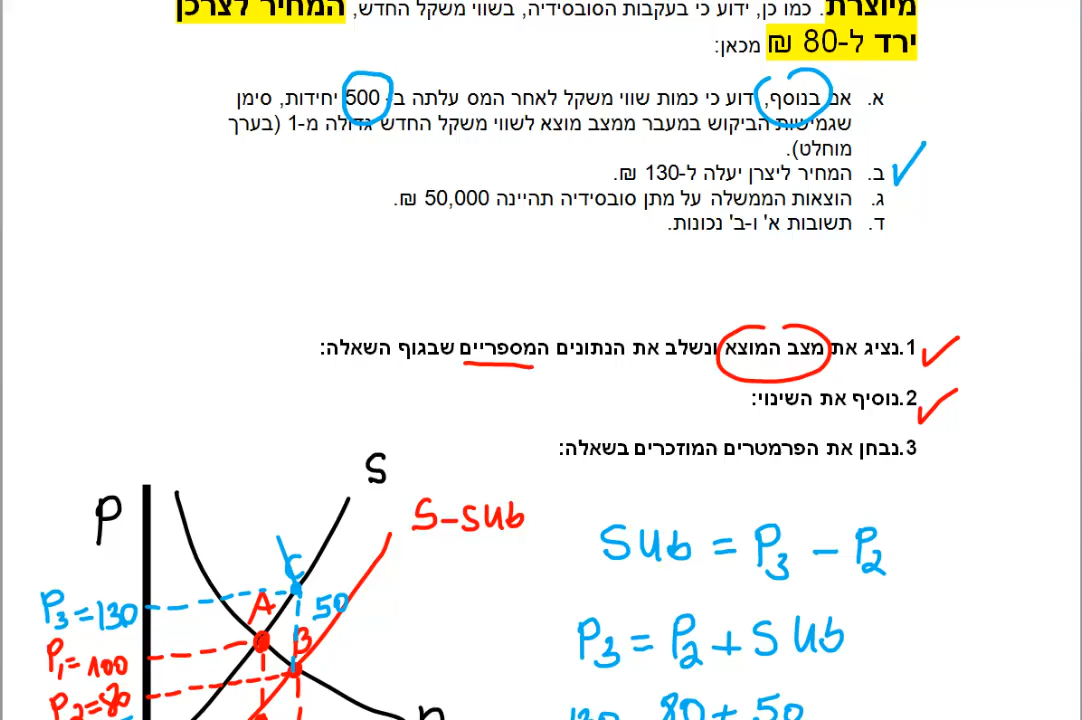 מיוצרת. כמו כן, ידוע כי בעקבות הסובסידיה, בשווי משקל החדש, המחיר לצרכן
ירד ל-80 ₪ מכאן:
א. אם בנוסף, ידוע כי כמות שווי משקל לאחר המס עלתה ב- 500 יחידות, סימן
שגמישות הביקוש במעבר ממצב מוצא לשווי משקל החדש גדולה מ-1 (בערך
מוחלט).
ב. המחיר ליצרן יעלה ל-130 ₪.
ג. הוצאות הממשלה על מתן סובסידיה תהיינה 50,000 ₪.
ד. תשובות א' ו-ב' נכונות.
1.נציג את מצב המוצא ונשלב את הנתונים המספריים שבגוף השאלה:
2.נוסיף את השינוי:
3.נבחן את הפרמטרים המוזכרים בשאלה:
S
P
S-SUB
SUB = P3 - P2
C
P3=130
A
50
B
P1=100
P3 = P2 + SUB
P2=80
130 80 + 50